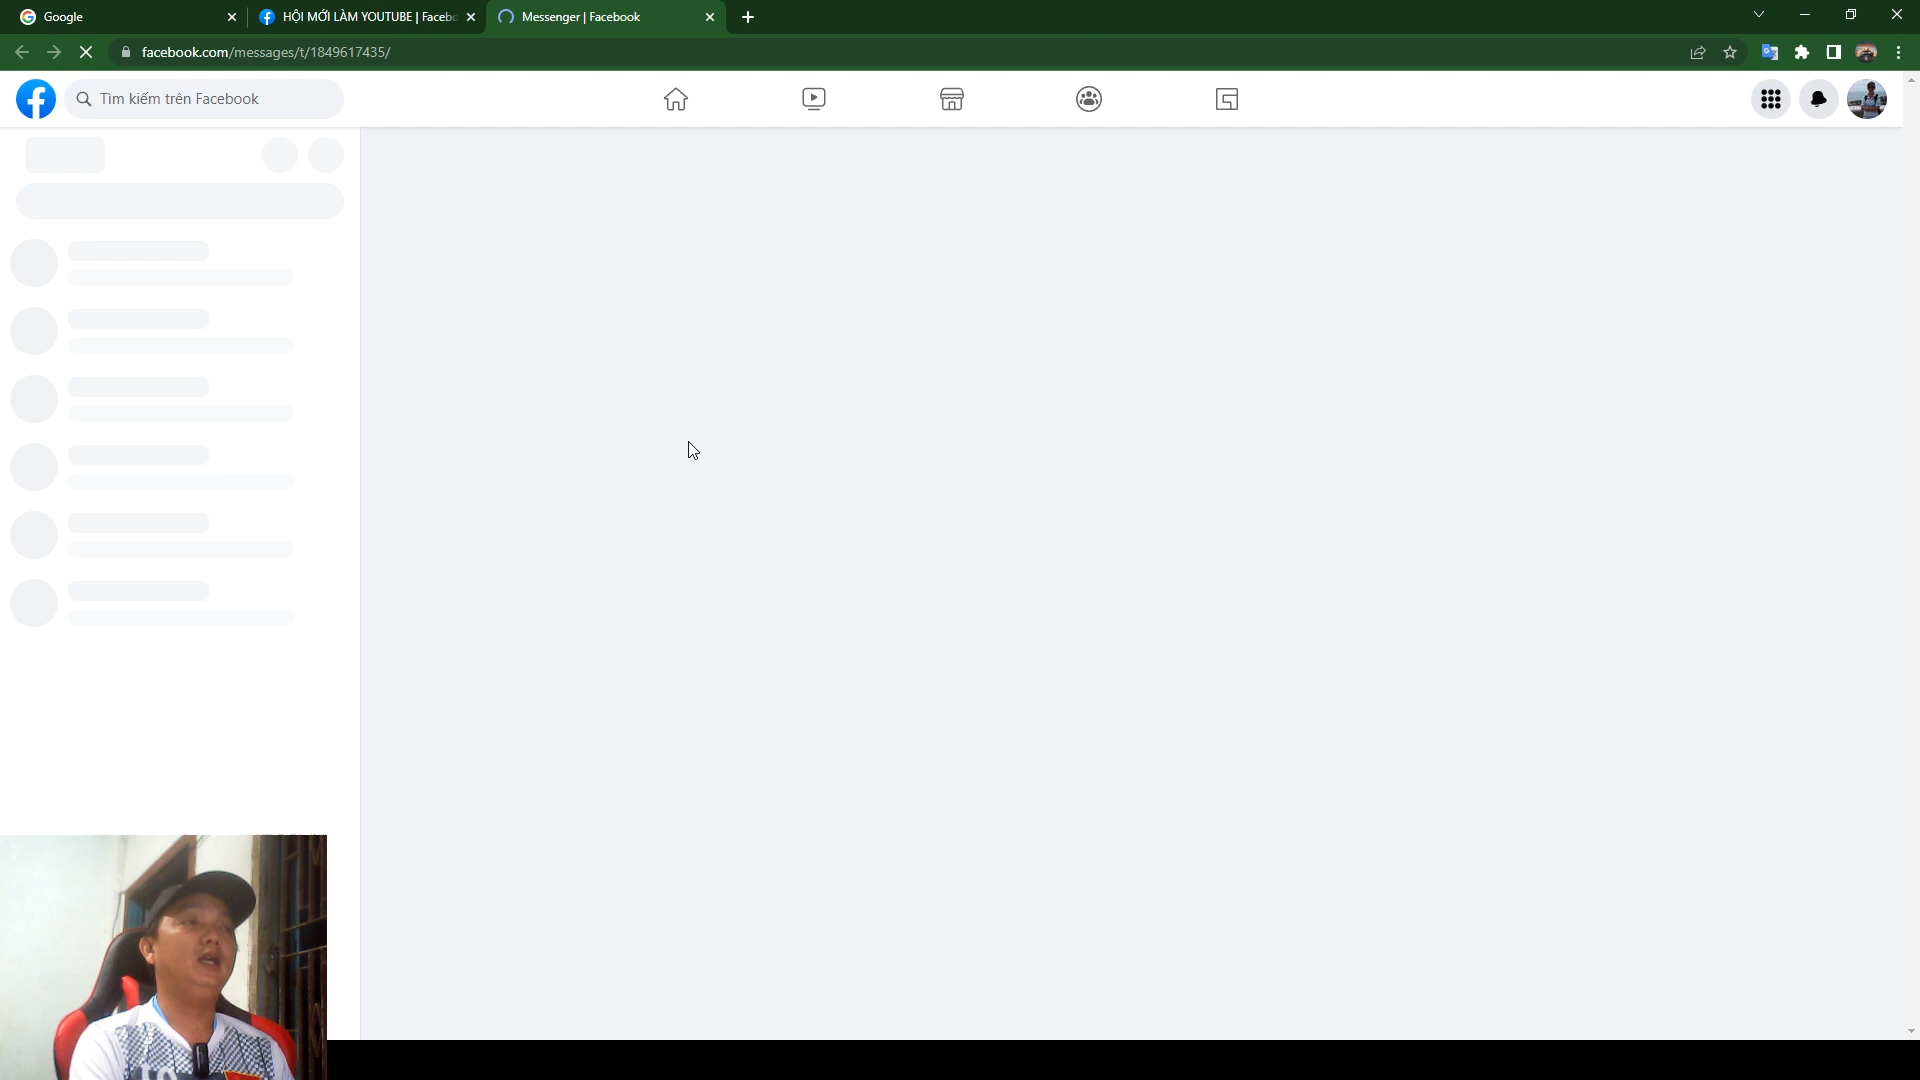 Google
HỘI MỚI LÀM YOUTUBE | Facebo
Messenger | Facebook
facebook.com/messages/t/1849617435/
Tìm kiếm trên Facebook